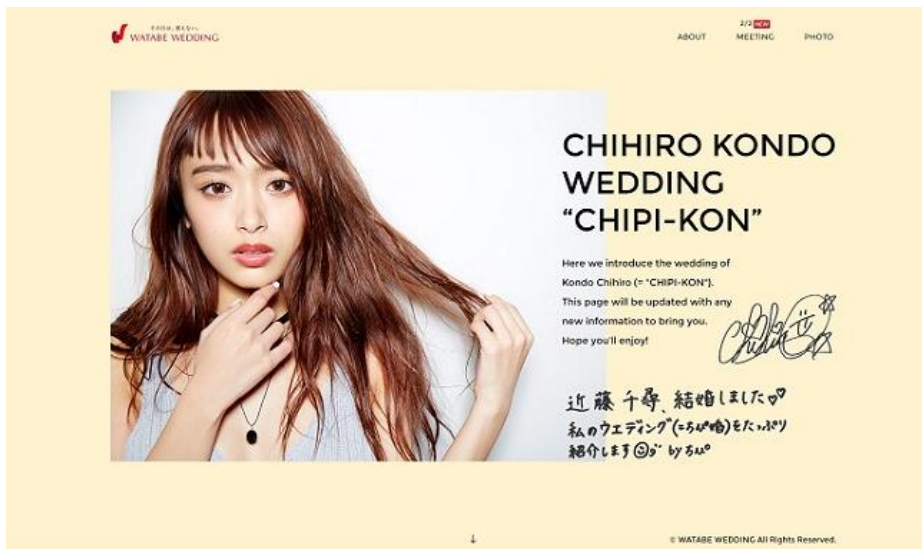 その日は、消えない。
WATABE WEDDING
2/2 NEW
ABOUT MEETING PHOTO
CHIHIRO KONDO
WEDDING
“CHIPI-KON”
Here we introduce the wedding of
Kondo Chihiro (= "CHIPI-KON").
This page will be updated with any
new information to bring you.
Hope you'll enjoy!
近藤千尋、結婚しました♡♡
私のウエディング(=ちぴ婚)をたっぷり
紹介します by ちぴ
↓
© WATABE WEDDING All Rights Reserved.